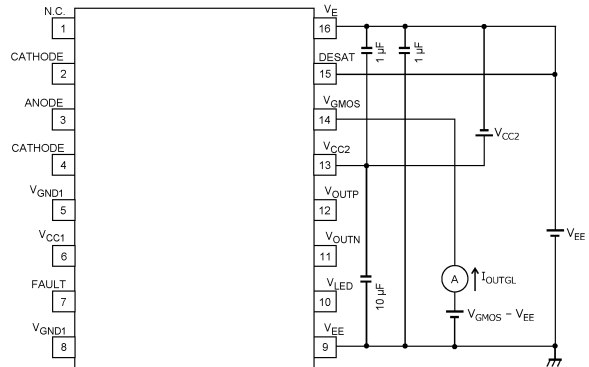 N.C.
1
CATHODE
2
ANODE
3
CATHODE
4
VGND1
5
VCC1
6
FAULT
7
VGND1
8
VE
16
DESAT
15
VGMOS
14
VCC2
13
VOUTP
12
VOUTN
11
VLED
10
VEE
9
1 μF
1 μF
10 μF
VCC2
VEE
A
IOUTGL
VGMOS − VEE